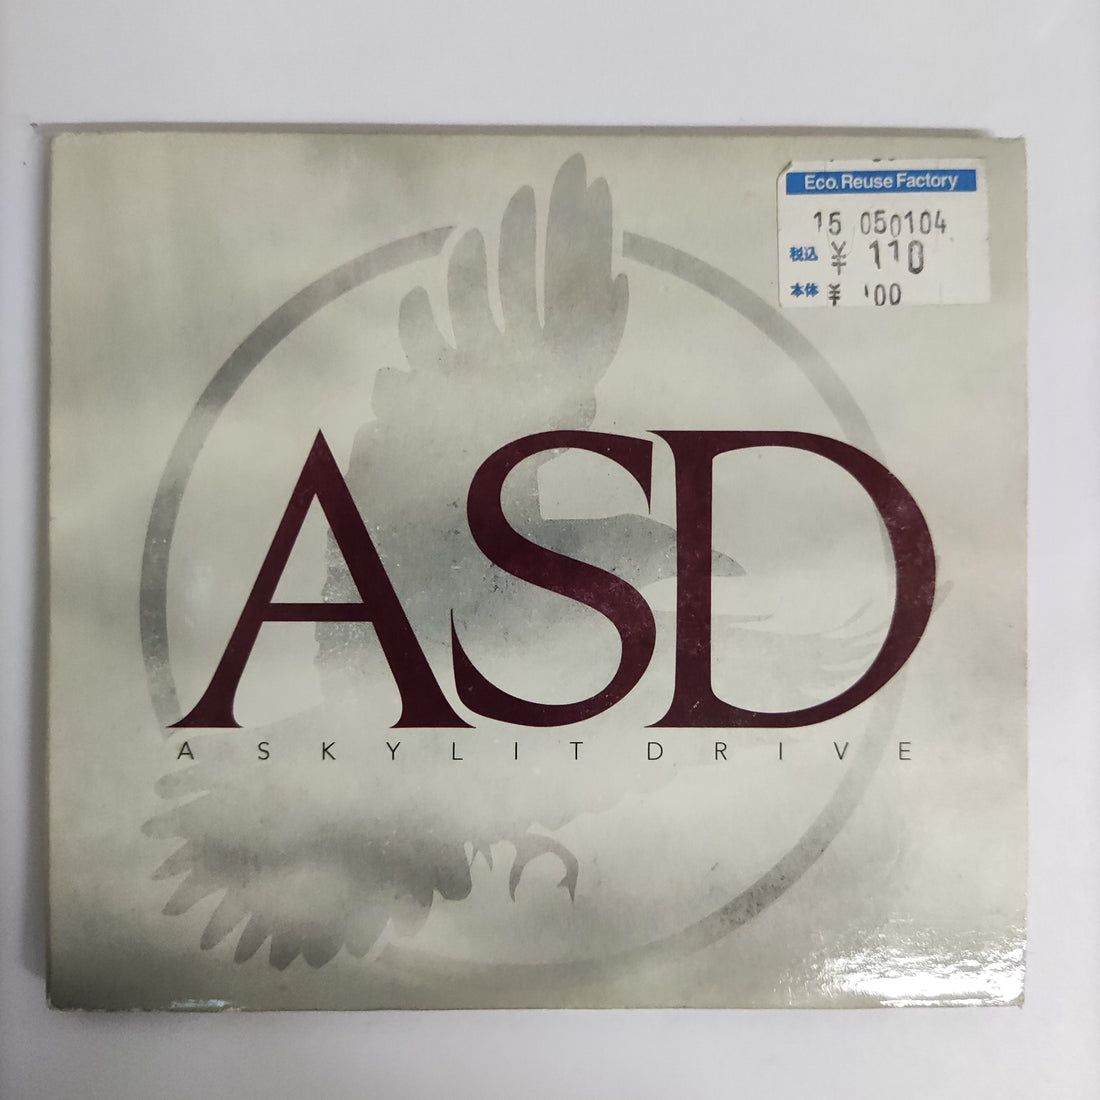 Eco. Reuse Factory
15 050104
税込 ¥ 110
本体 ¥ 100
ASD
A SKYLIT DRIVE